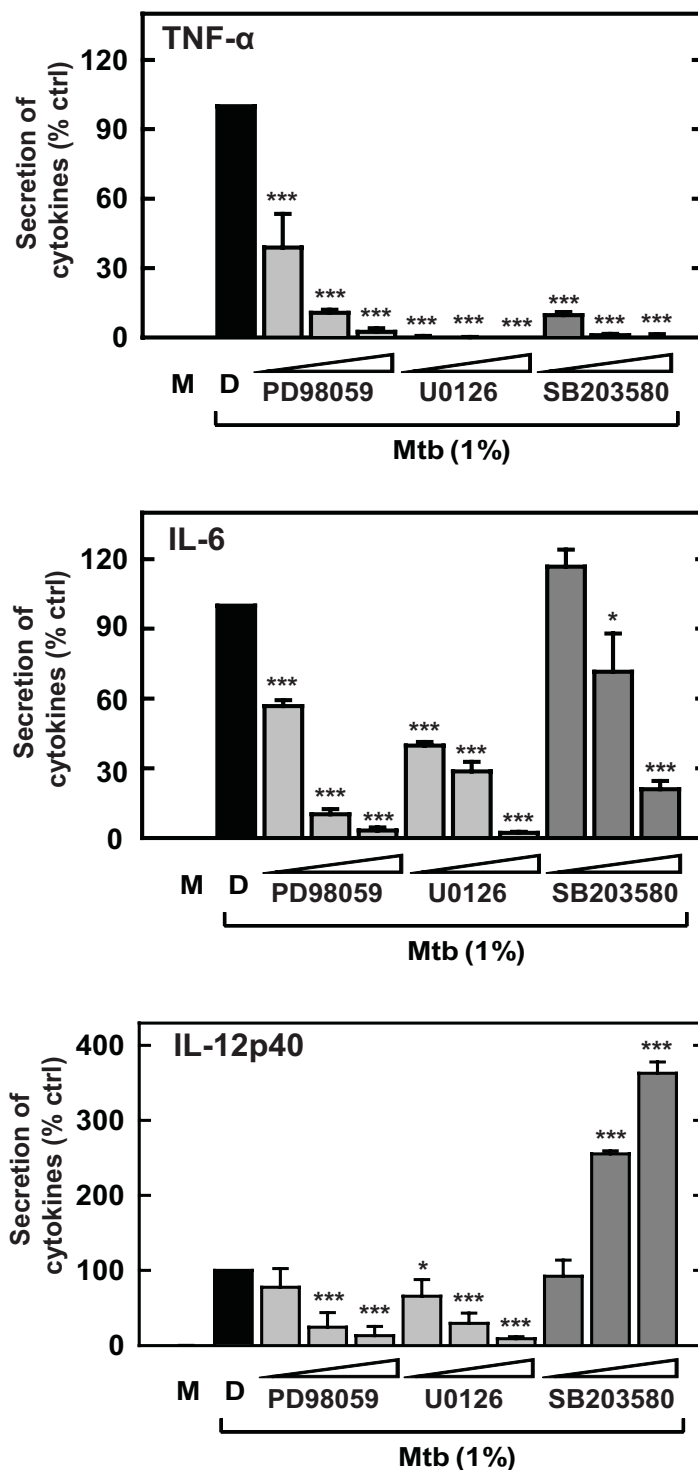 TNF-α
Secretion of
cytokines (% ctrl)
120
90
60
30
0
*** *** *** *** *** *** *** *** ***
M D PD98059 U0126 SB203580
Mtb (1%)
IL-6
Secretion of
cytokines (% ctrl)
120
90
60
30
0
*** *** *** *** *** *** * ***
M D PD98059 U0126 SB203580
Mtb (1%)
IL-12p40
Secretion of
cytokines (% ctrl)
400
300
200
100
0
*** *** * *** *** *** ***
M D PD98059 U0126 SB203580
Mtb (1%)